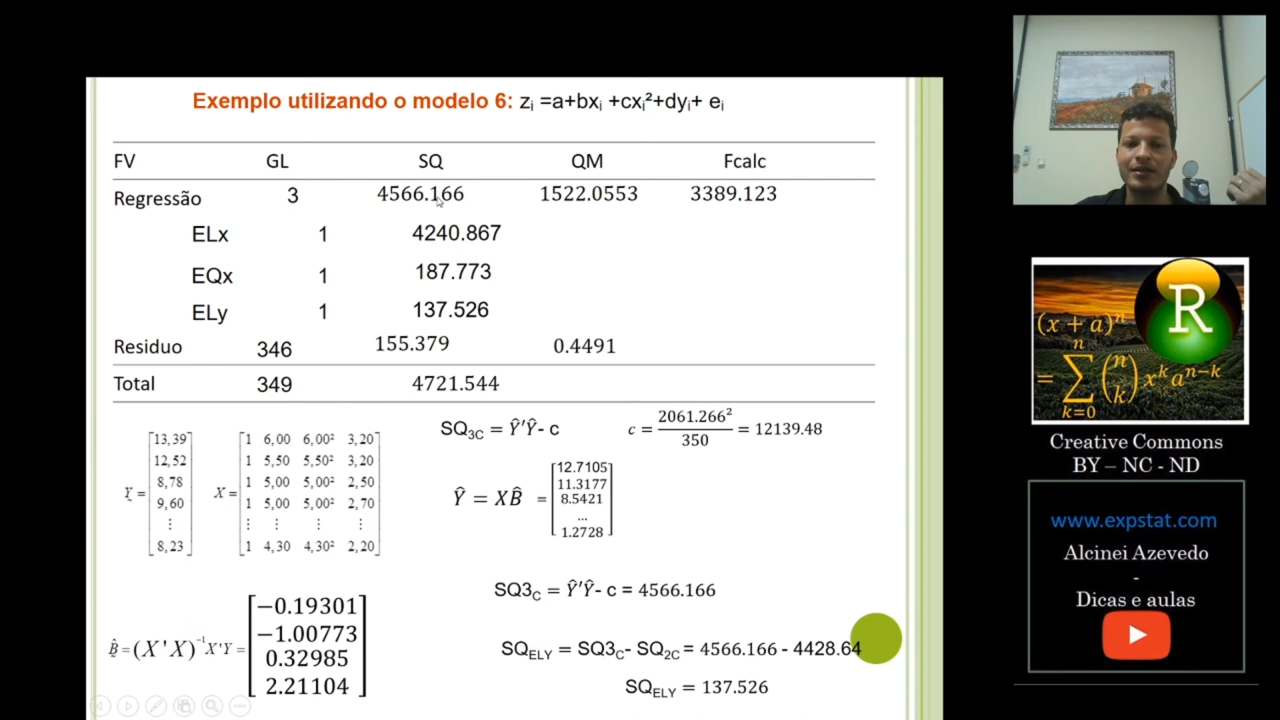 Exemplo utilizando o modelo 6: zᵢ =a+bxᵢ +cxᵢ²+dyᵢ+ eᵢ
FV GL SQ QM Fcalc
Regressão 3 4566.166 1522.0553 3389.123
ELx 1 4240.867
EQx 1 187.773
ELy 1 137.526
Residuo 346 155.379 0.4491
Total 349 4721.544
SQ₃C = Ŷ′Ŷ- c c = 2061.266²/350 = 12139.48
Y = [13,39 12,52 8,78 9,60 ⋮ 8,23]
X = [1 6,00 6,00² 3,20
1 5,50 5,50² 3,20
1 5,00 5,00² 2,50
1 5,00 5,00² 2,70
⋮ ⋮ ⋮ ⋮
1 4,30 4,30² 2,20]
Ŷ = XB̂ = [12.7105 11.3177 8.5421 ... 1.2728]
SQ3C = Ŷ′Ŷ- c = 4566.166
B̂ = (X'X)⁻¹X'Y = [−0.19301 −1.00773 0.32985 2.21104]
SQELY = SQ3C- SQ2C = 4566.166 - 4428.64
SQELY = 137.526
R
(x + a)ⁿ
= ∑ⁿₖ₌₀ (n k) xᵏaⁿ⁻ᵏ
Creative Commons
BY – NC - ND
www.expstat.com
Alcinei Azevedo
-
Dicas e aulas